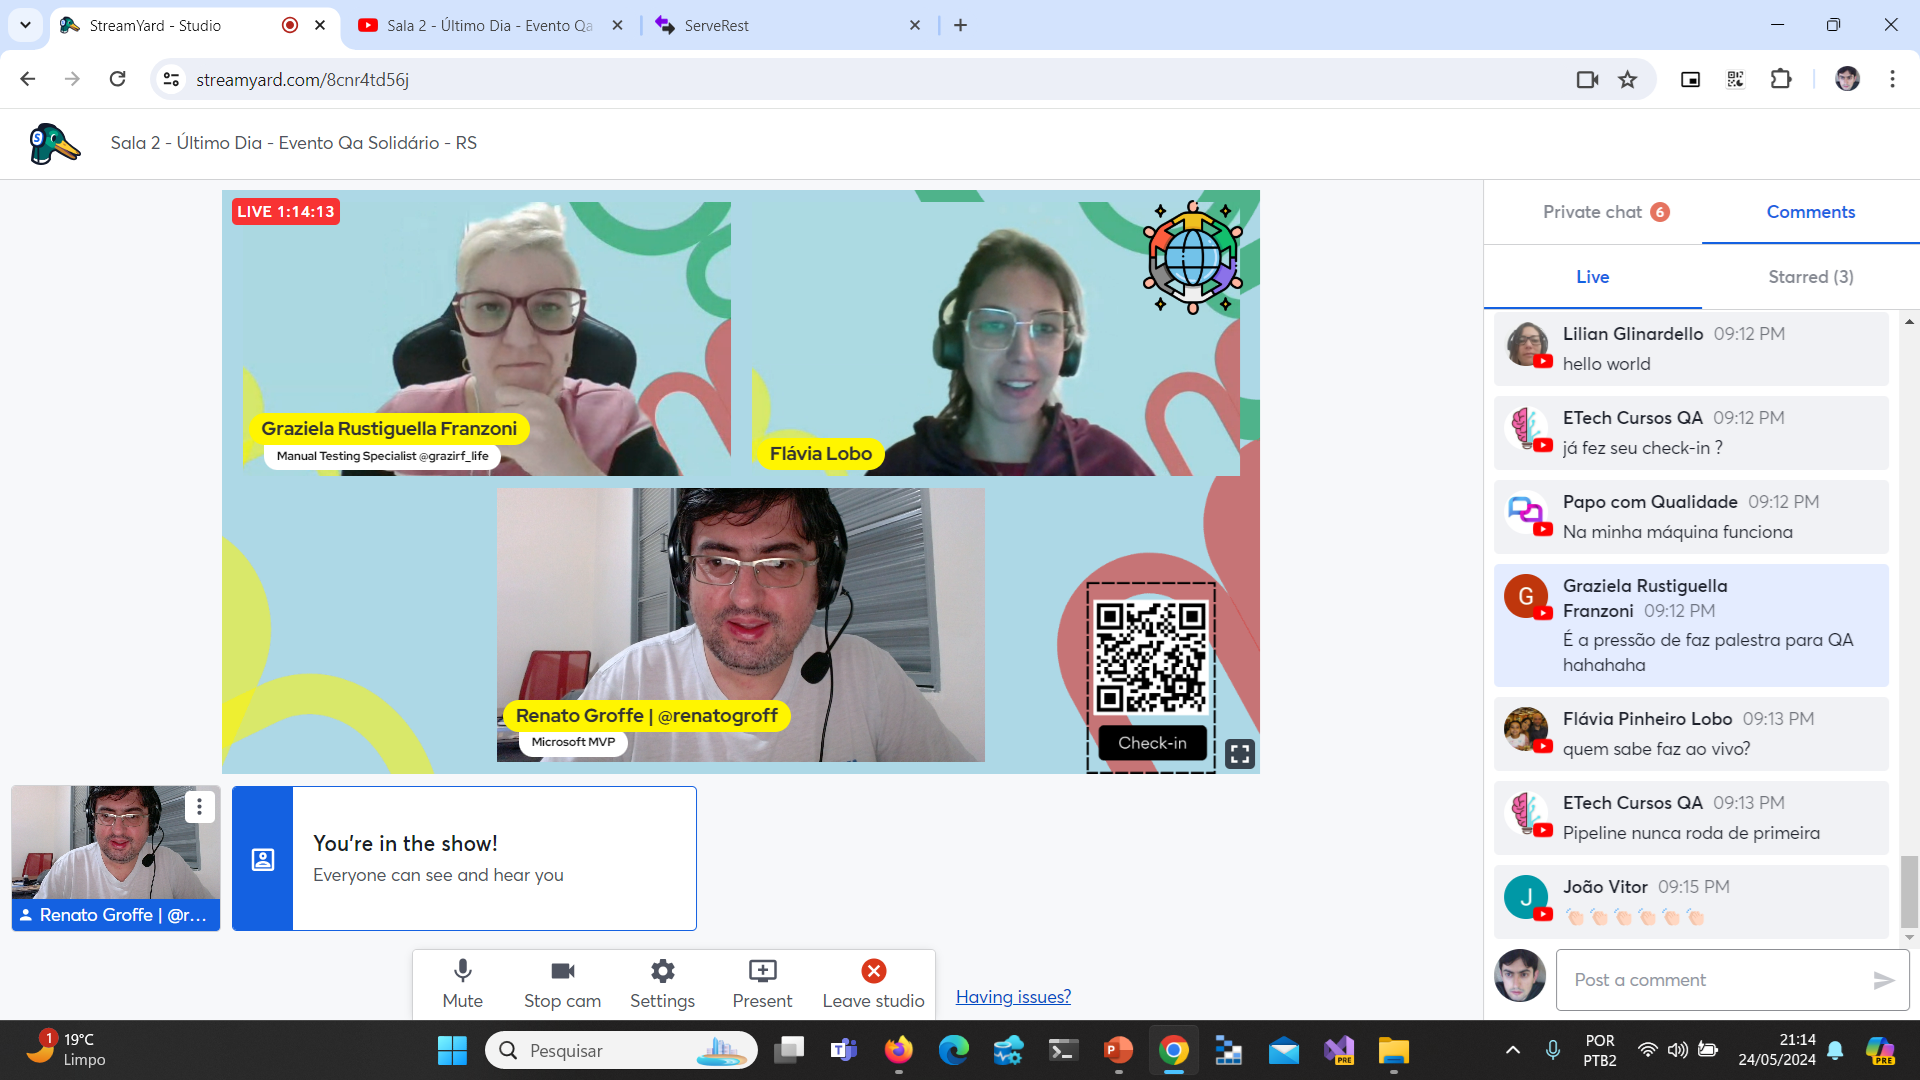 StreamYard - Studio
Sala 2 - Último Dia - Evento Qa
ServeRest
streamyard.com/8cnr4td56j
Sala 2 - Último Dia - Evento Qa Solidário - RS
LIVE 1:14:13
Graziela Rustiguella Franzoni
Manual Testing Specialist @grazirf_life
Flávia Lobo
Renato Groffe | @renatogroff
Microsoft MVP
Check-in
Renato Groffe | @r...
You're in the show!
Everyone can see and hear you
Mute
Stop cam
Settings
Present
Leave studio
Having issues?
Private chat 6
Comments
Live
Starred (3)
Lilian Glinardello 09:12 PM
hello world
ETech Cursos QA 09:12 PM
já fez seu check-in ?
Papo com Qualidade 09:12 PM
Na minha máquina funciona
G
Graziela Rustiguella
Franzoni 09:12 PM
É a pressão de faz palestra para QA
hahahaha
Flávia Pinheiro Lobo 09:13 PM
quem sabe faz ao vivo?
ETech Cursos QA 09:13 PM
Pipeline nunca roda de primeira
J
João Vitor 09:15 PM
👏🏻👏🏻👏🏻👏🏻👏🏻👏🏻
Post a comment
1
19°C
Limpo
Pesquisar
PRE
POR
PTB2
21:14
24/05/2024
PRE